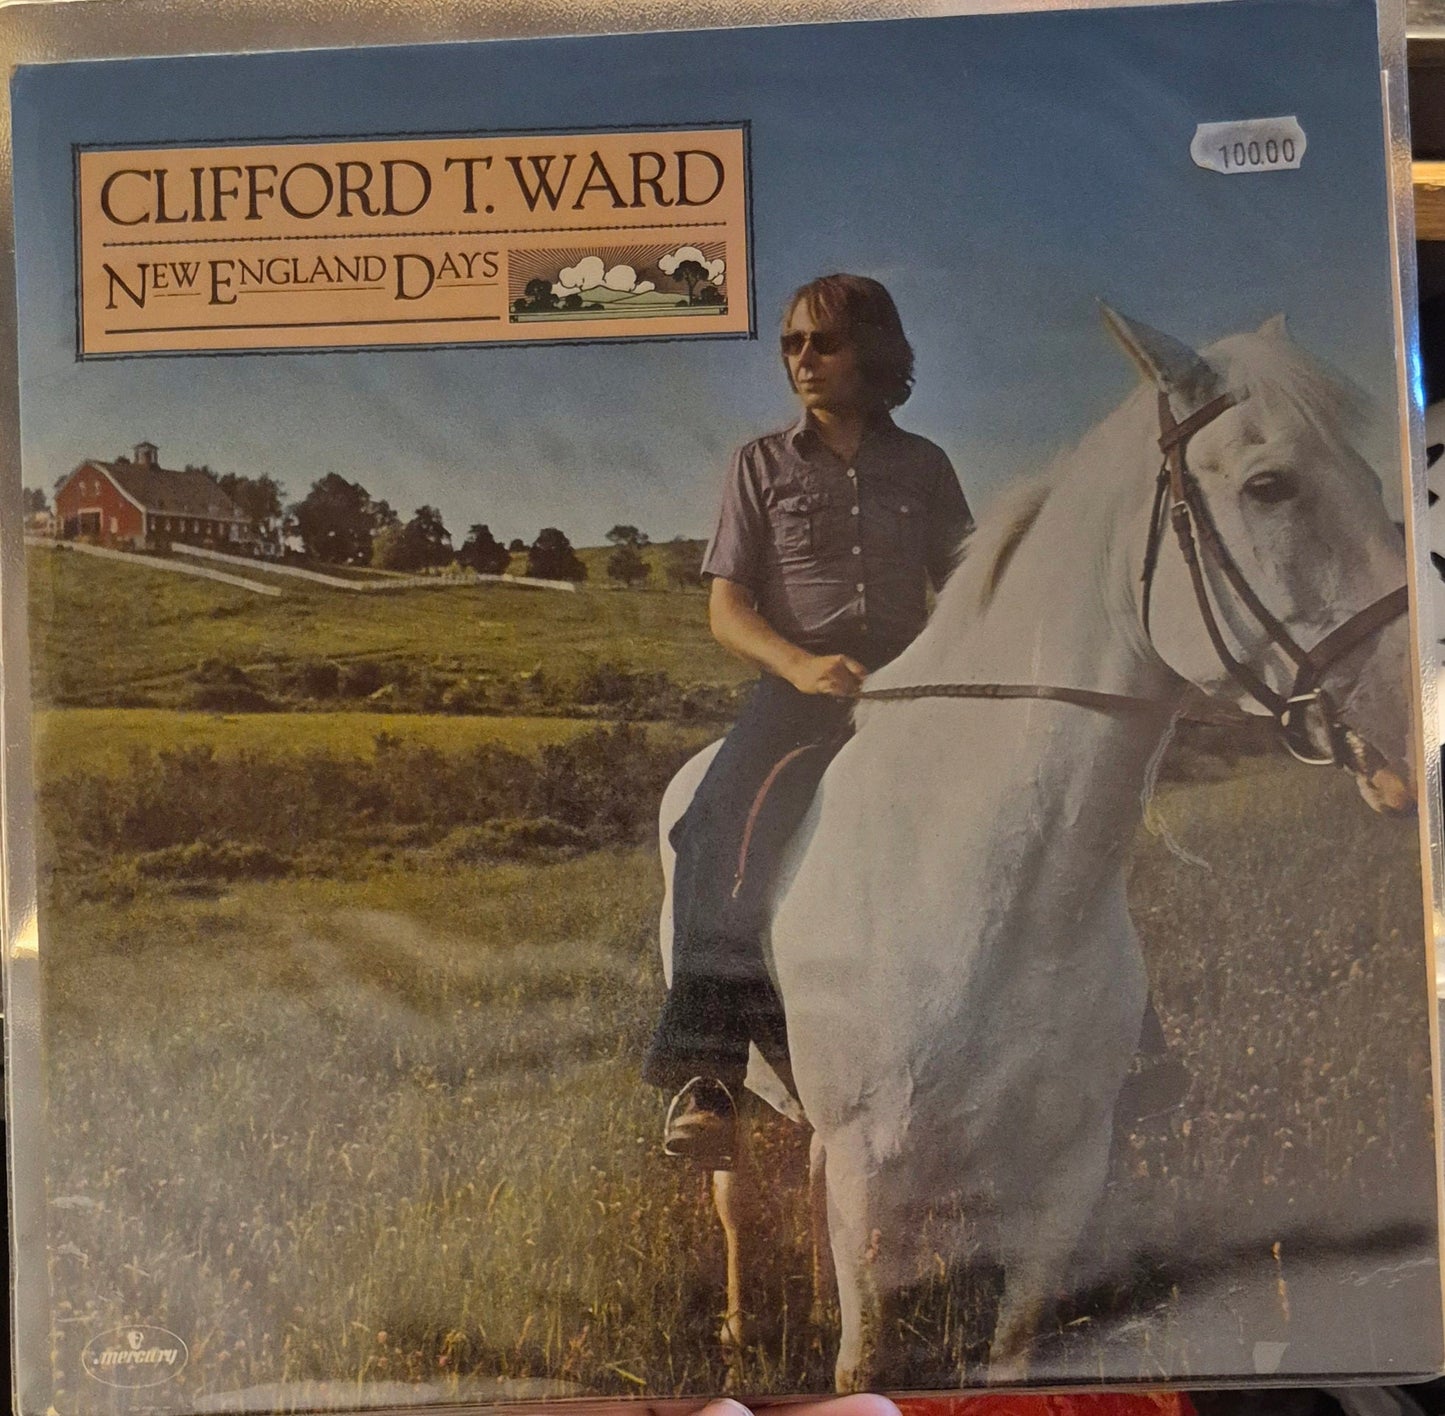 CLIFFORD T. WARD
NEW ENGLAND DAYS
100.00
mercury